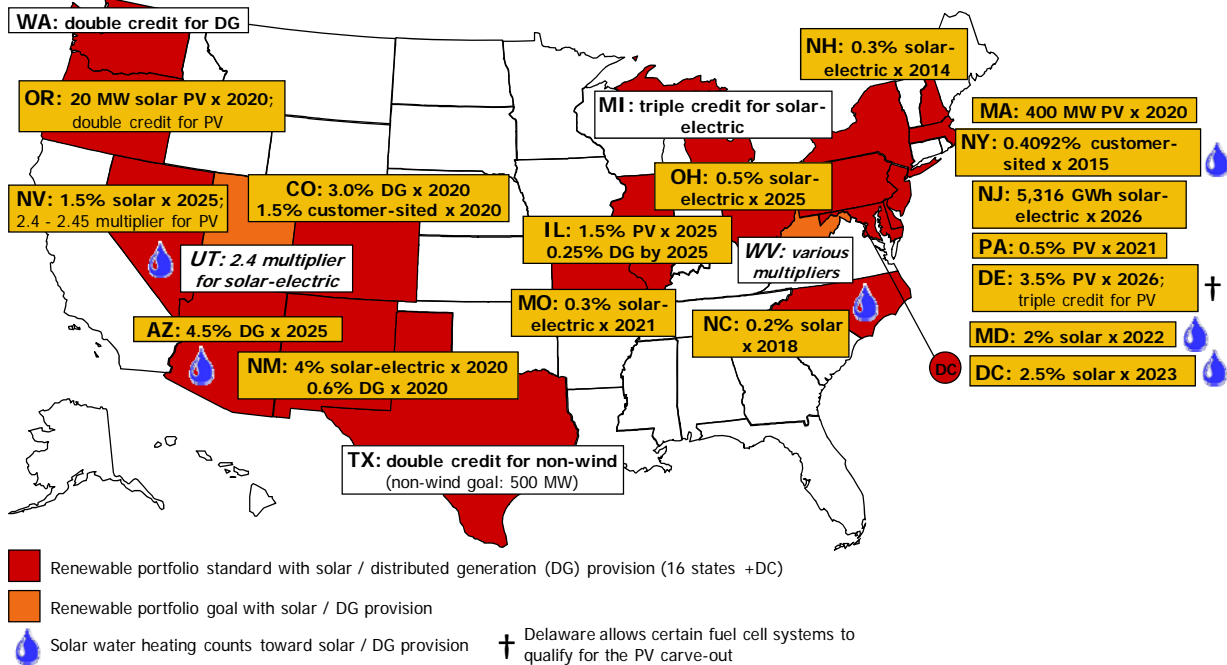 WA: double credit for DG
NH: 0.3% solar-
electric x 2014
OR: 20 MW solar PV x 2020;
double credit for PV
MI: triple credit for solar-
electric
MA: 400 MW PV x 2020
NY: 0.4092% customer-
sited x 2015
NV: 1.5% solar x 2025;
2.4 - 2.45 multiplier for PV
CO: 3.0% DG x 2020
1.5% customer-sited x 2020
OH: 0.5% solar-
electric x 2025
NJ: 5,316 GWh solar-
electric x 2026
UT: 2.4 multiplier
for solar-electric
IL: 1.5% PV x 2025
0.25% DG by 2025
WV: various
multipliers
PA: 0.5% PV x 2021
DE: 3.5% PV x 2026;
triple credit for PV
†
AZ: 4.5% DG x 2025
MO: 0.3% solar-
electric x 2021
NC: 0.2% solar
x 2018
MD: 2% solar x 2022
NM: 4% solar-electric x 2020
0.6% DG x 2020
DC
DC: 2.5% solar x 2023
TX: double credit for non-wind
(non-wind goal: 500 MW)
Renewable portfolio standard with solar / distributed generation (DG) provision (16 states +DC)
Renewable portfolio goal with solar / DG provision
Solar water heating counts toward solar / DG provision
† Delaware allows certain fuel cell systems to
qualify for the PV carve-out